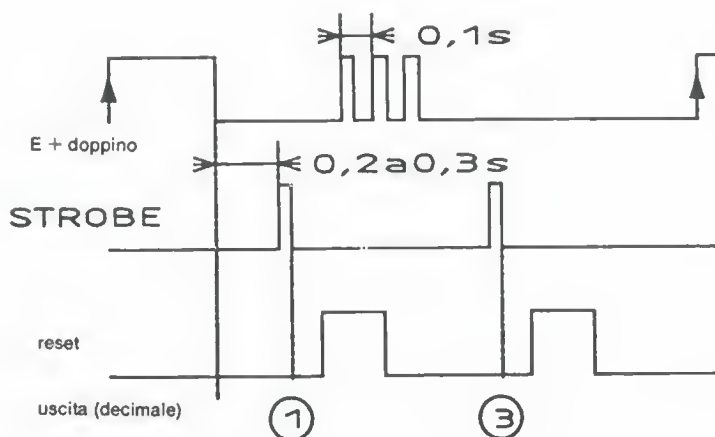 0,1s
E + doppino
0,2a0,3s
STROBE
reset
uscita (decimale)
1 3